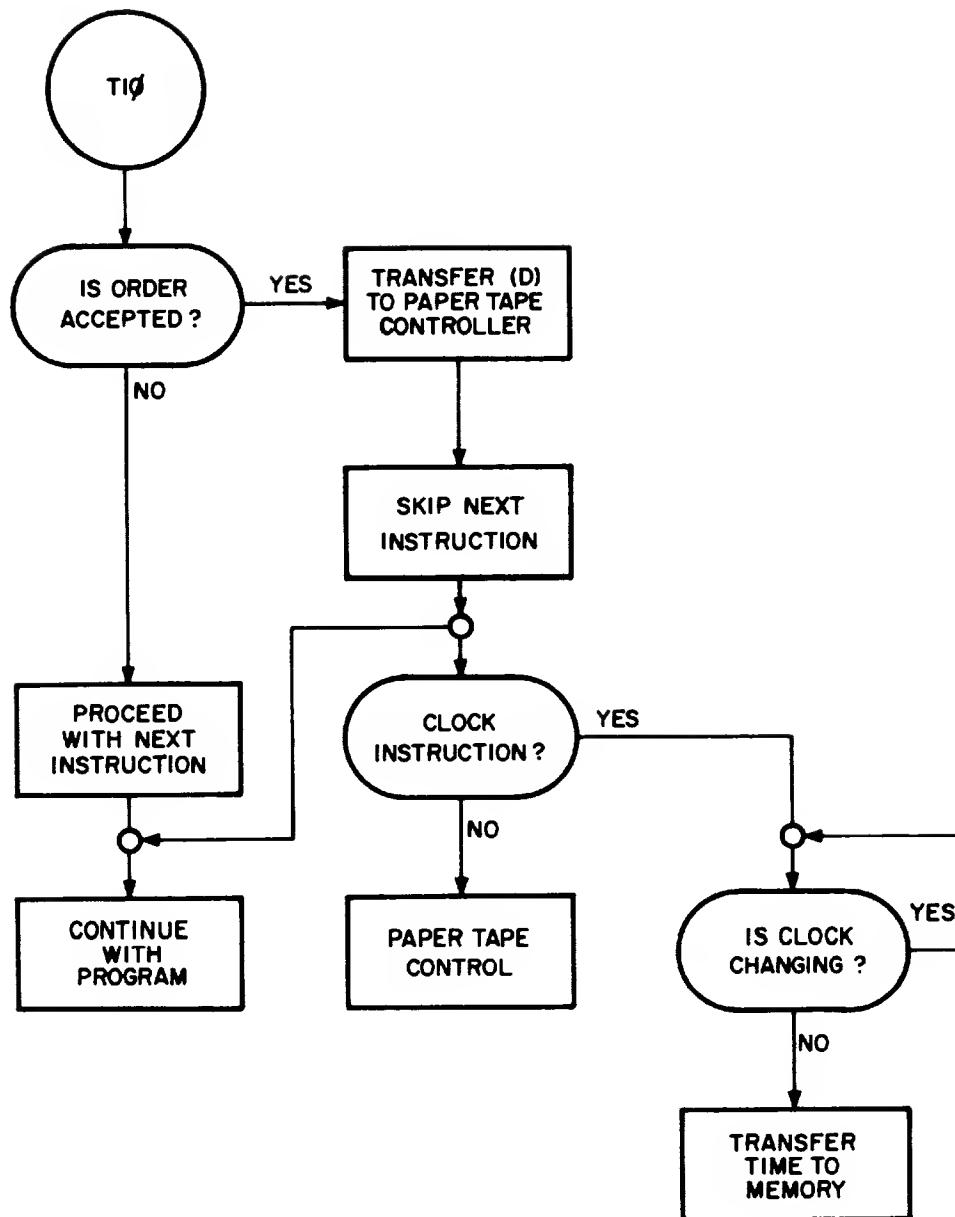 TIØ
IS ORDER
ACCEPTED ?
YES
TRANSFER (D)
TO PAPER TAPE
CONTROLLER
NO
SKIP NEXT
INSTRUCTION
PROCEED
WITH NEXT
INSTRUCTION
CLOCK
INSTRUCTION ?
YES
NO
CONTINUE
WITH
PROGRAM
PAPER TAPE
CONTROL
IS CLOCK
CHANGING ?
YES
NO
TRANSFER
TIME TO
MEMORY